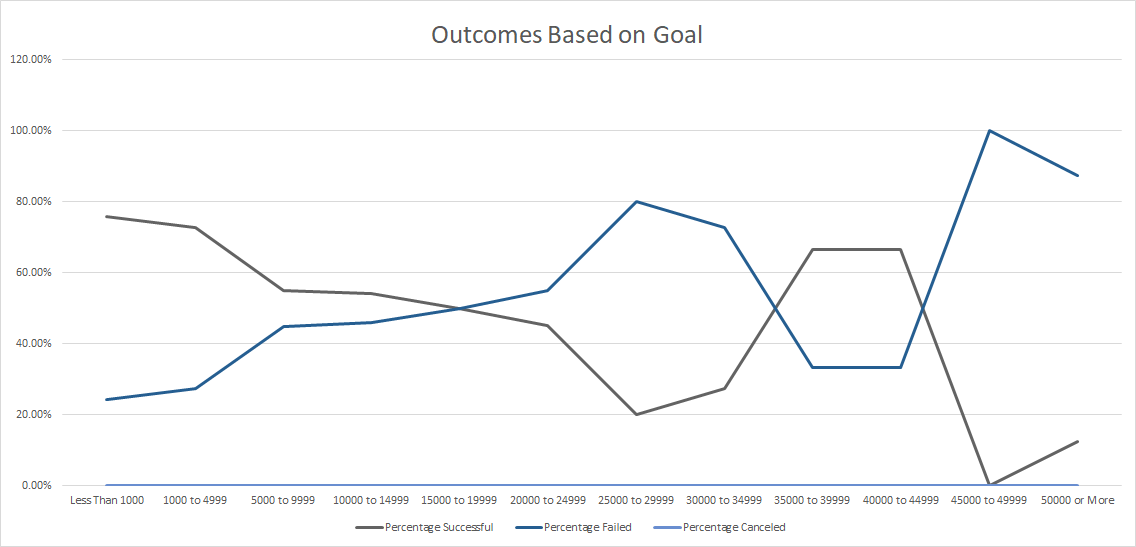 Outcomes Based on Goal
120.00%
100.00%
80.00%
60.00%
40.00%
20.00%
0.00%
Less Than 1000 1000 to 4999 5000 to 9999 10000 to 14999 15000 to 19999 20000 to 24999 25000 to 29999 30000 to 34999 35000 to 39999 40000 to 44999 45000 to 49999 50000 or More
Percentage Successful Percentage Failed Percentage Canceled